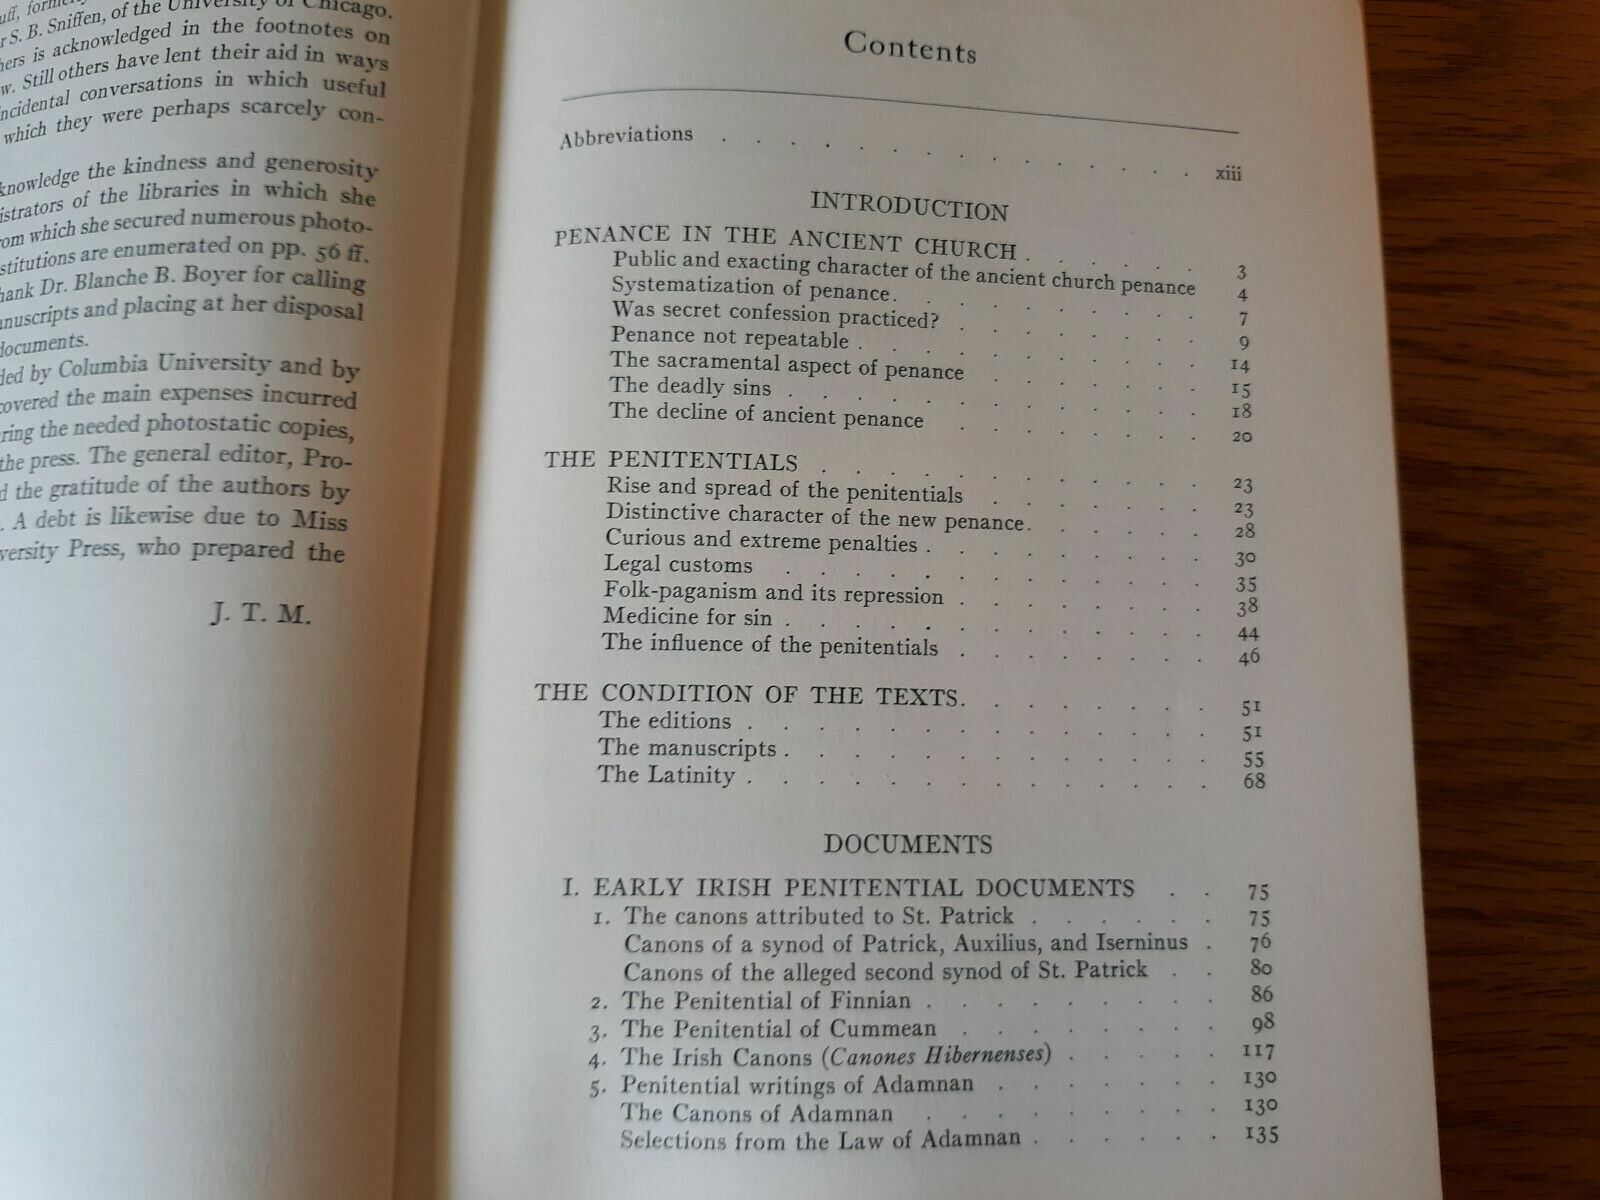 of the University of Chicago.
S. B. Sniffen,
is acknowledged in the footnotes on
Still others have lent their aid in ways
incidental conversations in which useful
which they were perhaps scarcely con-
the kindness and generosity
of the libraries in which she
which she secured numerous photo-
are enumerated on pp. 56 ff.
Dr. Blanche B. Boyer for calling
and placing at her disposal
by Columbia University and by
covered the main expenses incurred
the needed photostatic copies,
the press. The general editor, Pro-
the gratitude of the authors by
. A debt is likewise due to Miss
Press, who prepared the
J. T. M.
Contents
Abbreviations . . . . . . . . . . . . . . xiii
INTRODUCTION
PENANCE IN THE ANCIENT CHURCH . . . . . . 3
Public and exacting character of the ancient church penance 4
Systematization of penance . . . . . . . . . 7
Was secret confession practiced? . . . . . . . . 9
Penance not repeatable . . . . . . . . . . 14
The sacramental aspect of penance . . . . . . . 15
The deadly sins . . . . . . . . . . . . 18
The decline of ancient penance . . . . . . . . 20
THE PENITENTIALS . . . . . . . . . . . 23
Rise and spread of the penitentials . . . . . . . 23
Distinctive character of the new penance . . . . . 28
Curious and extreme penalties . . . . . . . . 30
Legal customs . . . . . . . . . . . . 35
Folk-paganism and its repression . . . . . . . . 38
Medicine for sin . . . . . . . . . . . . 44
The influence of the penitentials . . . . . . . . 46
THE CONDITION OF THE TEXTS . . . . . . . 51
The editions . . . . . . . . . . . . . 51
The manuscripts . . . . . . . . . . . . 55
The Latinity . . . . . . . . . . . . . 68
DOCUMENTS
I. EARLY IRISH PENITENTIAL DOCUMENTS . . 75
1. The canons attributed to St. Patrick . . . . . . 75
Canons of a synod of Patrick, Auxilius, and Iserninus . 76
Canons of the alleged second synod of St. Patrick . . 80
2. The Penitential of Finnian . . . . . . . . . 86
3. The Penitential of Cummean . . . . . . . . 98
4. The Irish Canons (Canones Hibernenses) . . . . . 117
5. Penitential writings of Adamnan . . . . . . . 130
The Canons of Adamnan . . . . . . . . . 130
Selections from the Law of Adamnan . . . . . . 135